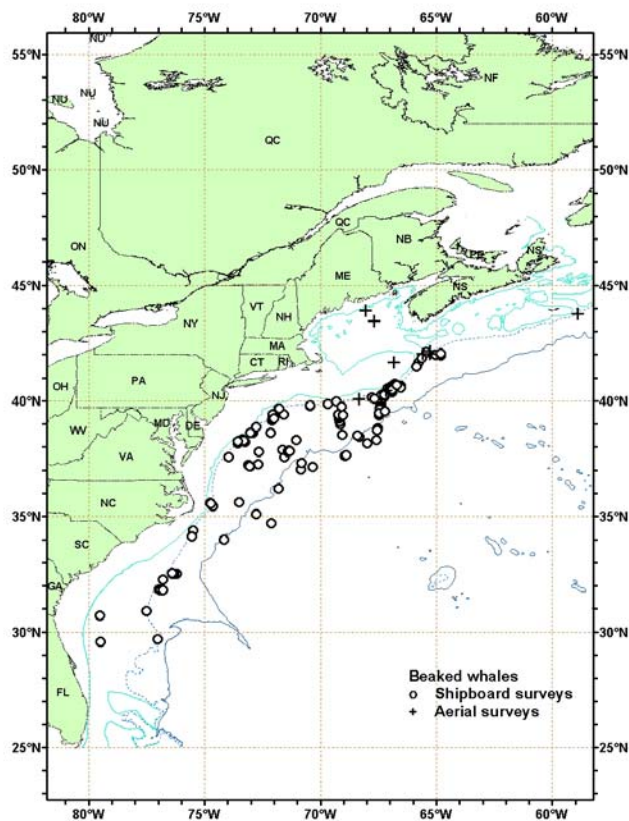 80°W 75°W 70°W 65°W 60°W
55°N 55°N
ND
NU
NU
NU
NF
QC
50°N 50°N
QC
NB
NS
ON
ME
45°N 45°N
NS
VT
NH
NY
MA
CT RI
PA
40°N 40°N
OH
NJ
MD DE
WV
VA
NC
35°N 35°N
SC
GA
30°N 30°N
FL
Beaked whales
Shipboard surveys
Aerial surveys
25°N 25°N
80°W 75°W 70°W 65°W 60°W